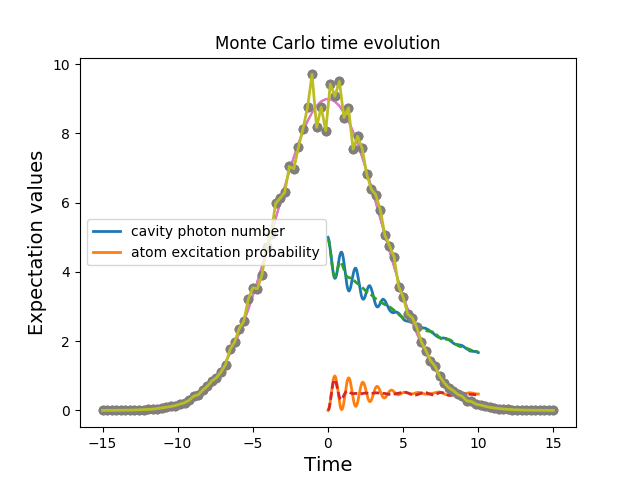 Monte Carlo time evolution
Expectation values
10
8
6
4
2
0
cavity photon number
atom excitation probability
−15
−10
−5
0
5
10
15
Time